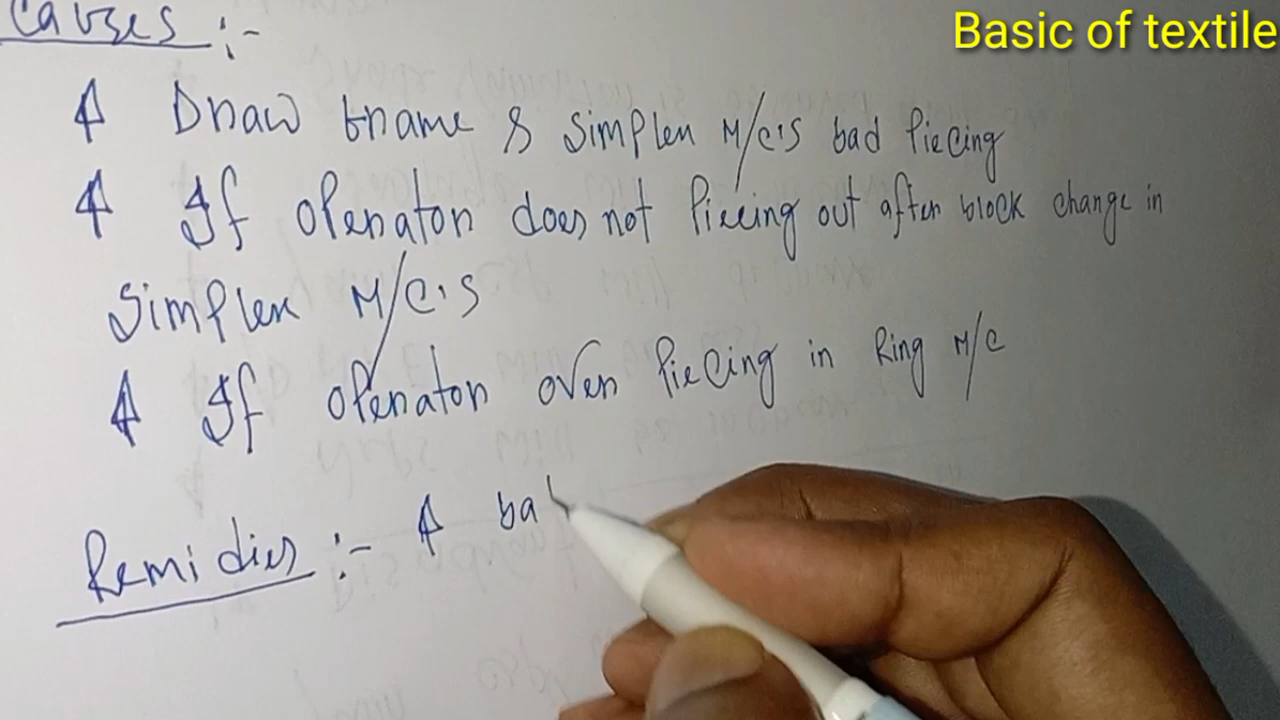 Causes :-
Basic of textile
Draw frame & Simplex M/C's bad Piecing
If operator does not Piecing out after block change in
Simplex M/C's
If operator over Piecing in Ring M/C
Remidies :- ba